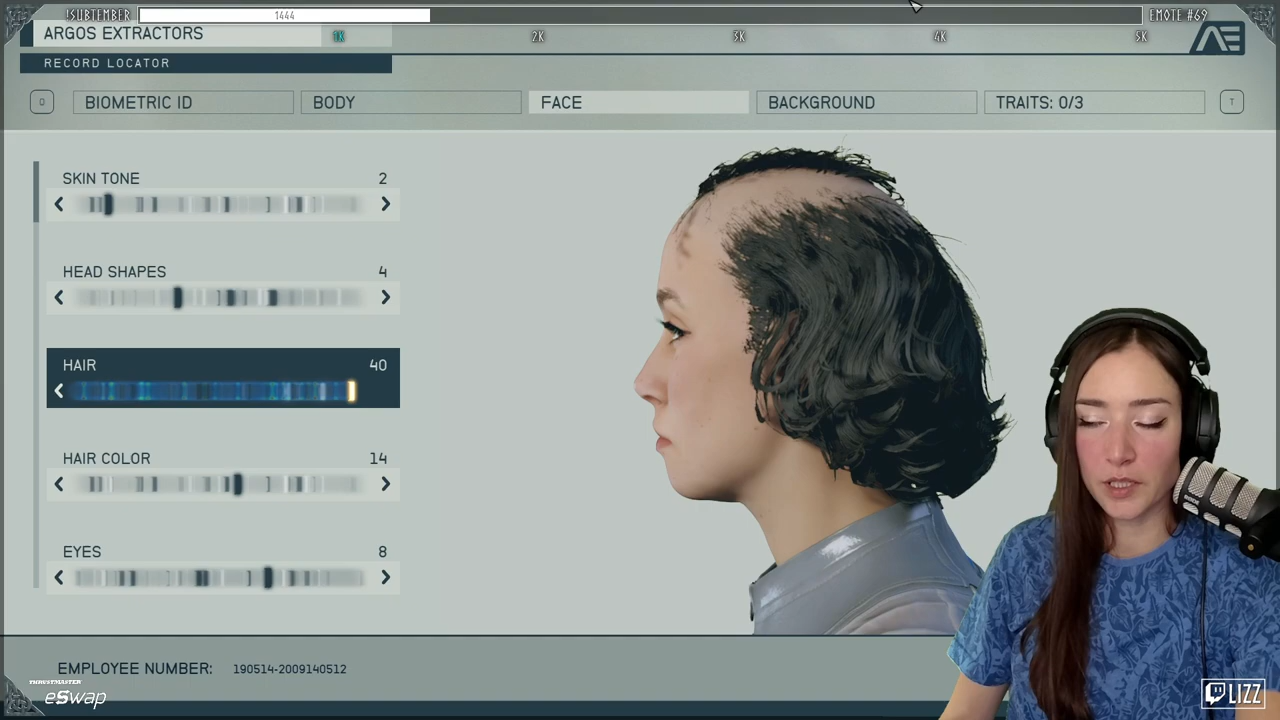 !SUBTEMBER 1444 EMOTE #69
1K 2K 3K 4K 5K
ARGOS EXTRACTORS
AE
RECORD LOCATOR
Q BIOMETRIC ID BODY FACE BACKGROUND TRAITS: 0/3 T
SKIN TONE 2
HEAD SHAPES 4
HAIR 40
HAIR COLOR 14
EYES 8
EMPLOYEE NUMBER: 190514-2009140512
THRUSTMASTER
eSwap
LIZZ